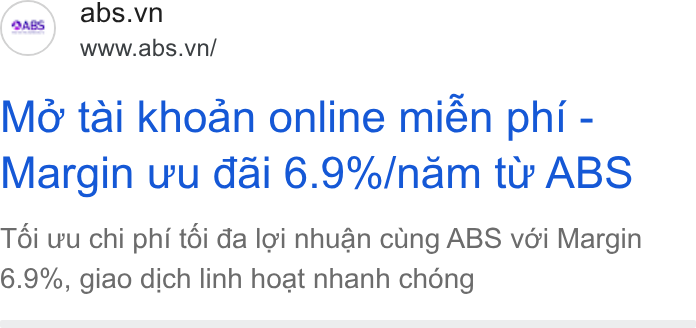 ABS
abs.vn
www.abs.vn/
Mở tài khoản online miễn phí -
Margin ưu đãi 6.9%/năm từ ABS
Tối ưu chi phí tối đa lợi nhuận cùng ABS với Margin
6.9%, giao dịch linh hoạt nhanh chóng